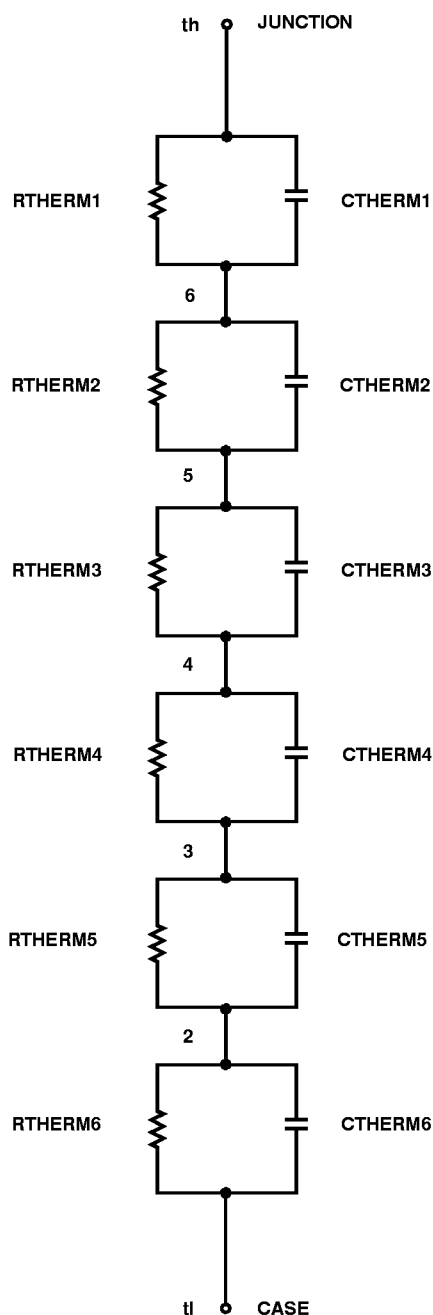 th JUNCTION
RTHERM1 CTHERM1
6
RTHERM2 CTHERM2
5
RTHERM3 CTHERM3
4
RTHERM4 CTHERM4
3
RTHERM5 CTHERM5
2
RTHERM6 CTHERM6
tl CASE